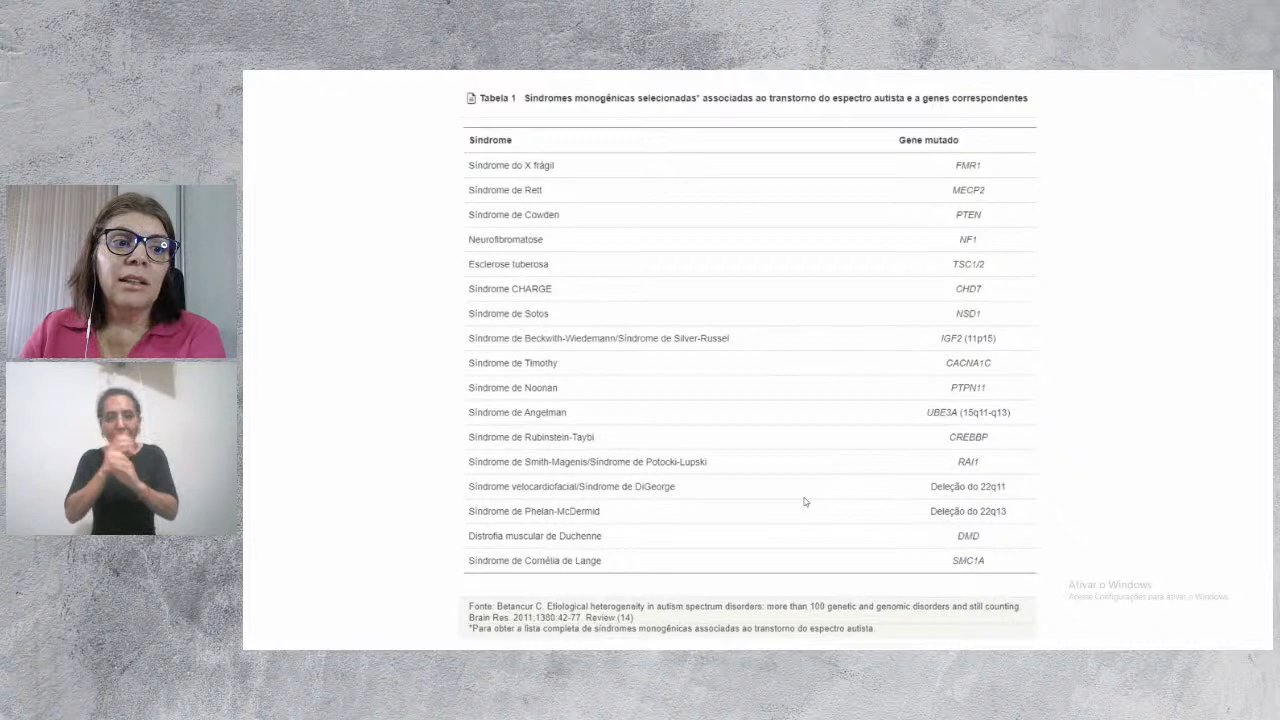 Tabela 1 Síndromes monogênicas selecionadas* associadas ao transtorno do espectro autista e a genes correspondentes
Síndrome Gene mutado
Síndrome do X frágil FMR1
Síndrome de Rett MECP2
Síndrome de Cowden PTEN
Neurofibromatose NF1
Esclerose tuberosa TSC1/2
Síndrome CHARGE CHD7
Síndrome de Sotos NSD1
Síndrome de Beckwith-Wiedemann/Síndrome de Silver-Russel IGF2 (11p15)
Síndrome de Timothy CACNA1C
Síndrome de Noonan PTPN11
Síndrome de Angelman UBE3A (15q11-q13)
Síndrome de Rubinstein-Taybi CREBBP
Síndrome de Smith-Magenis/Síndrome de Potocki-Lupski RAI1
Síndrome velocardiofacial/Síndrome de DiGeorge Deleção do 22q11
Síndrome de Phelan-McDermid Deleção do 22q13
Distrofia muscular de Duchenne DMD
Síndrome de Cornélia de Lange SMC1A
Fonte: Betancur C. Etiological heterogeneity in autism spectrum disorders: more than 100 genetic and genomic disorders and still counting.
Brain Res. 2011;1380:42-77. Review.(14)
*Para obter a lista completa de síndromes monogênicas associadas ao transtorno do espectro autista.
Ativar o Windows
Acesse Configurações para ativar o Windows.